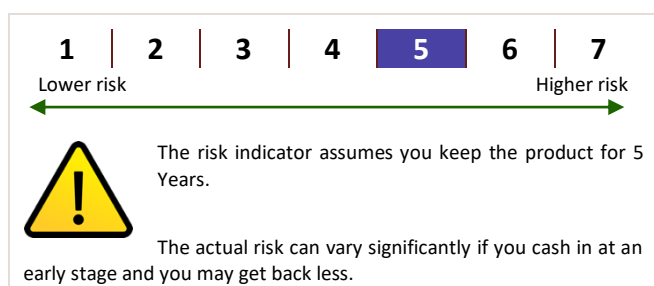 1 2 3 4 5 6 7
Lower risk Higher risk
The risk indicator assumes you keep the product for 5
Years.
The actual risk can vary significantly if you cash in at an
early stage and you may get back less.